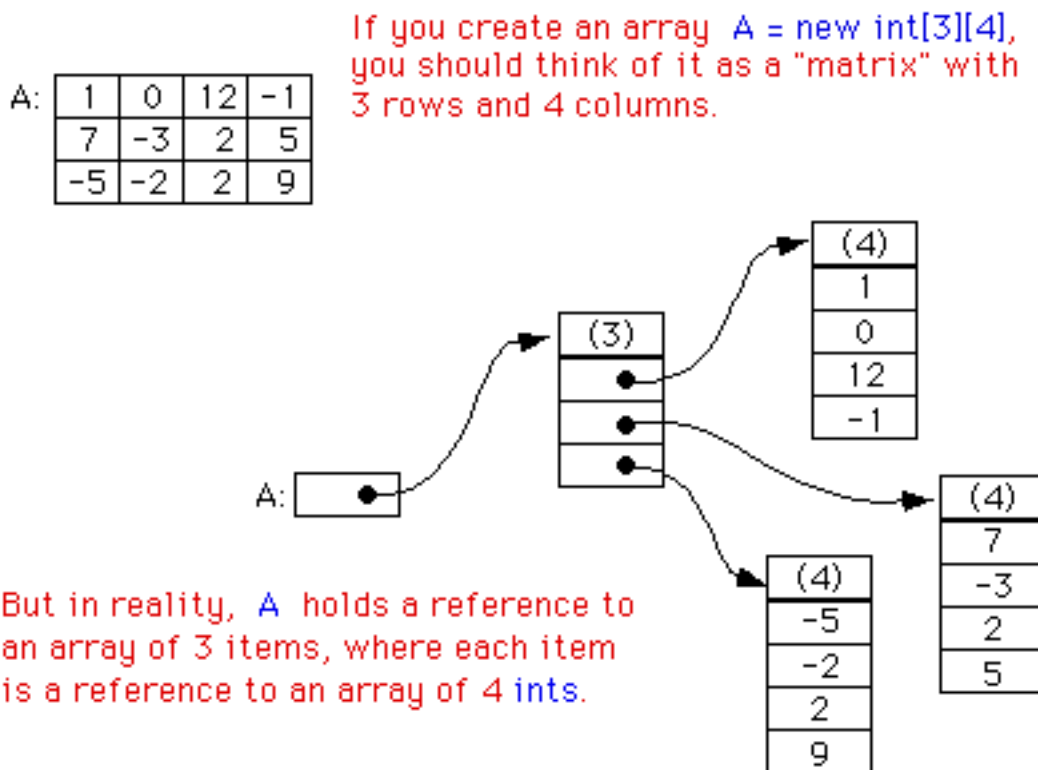 If you create an array A = new int[3][4],
you should think of it as a "matrix" with
3 rows and 4 columns.
A:
1 0 12 -1
7 -3 2 5
-5 -2 2 9
(4)
1
0
12
-1
(3)
A:
(4)
7
-3
2
5
(4)
-5
-2
2
9
But in reality, A holds a reference to
an array of 3 items, where each item
is a reference to an array of 4 ints.